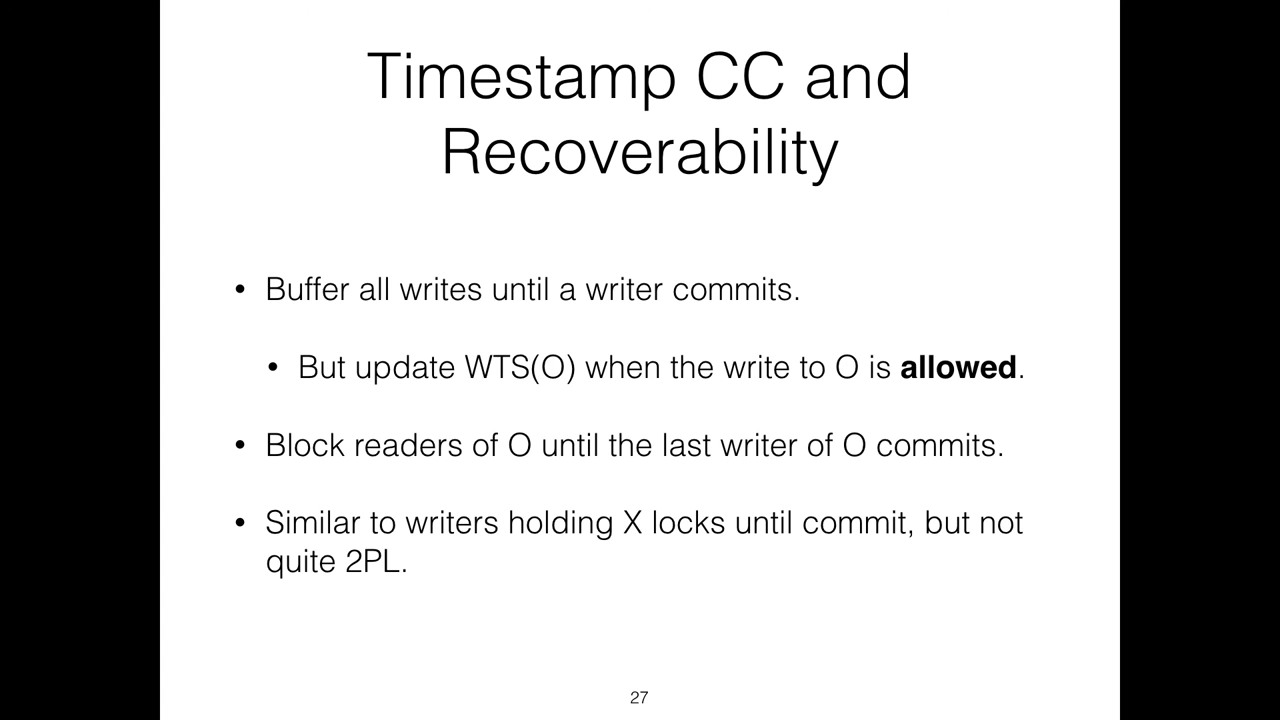 Timestamp CC and
Recoverability
• Buffer all writes until a writer commits.
• But update WTS(O) when the write to O is allowed.
• Block readers of O until the last writer of O commits.
• Similar to writers holding X locks until commit, but not
quite 2PL.
27